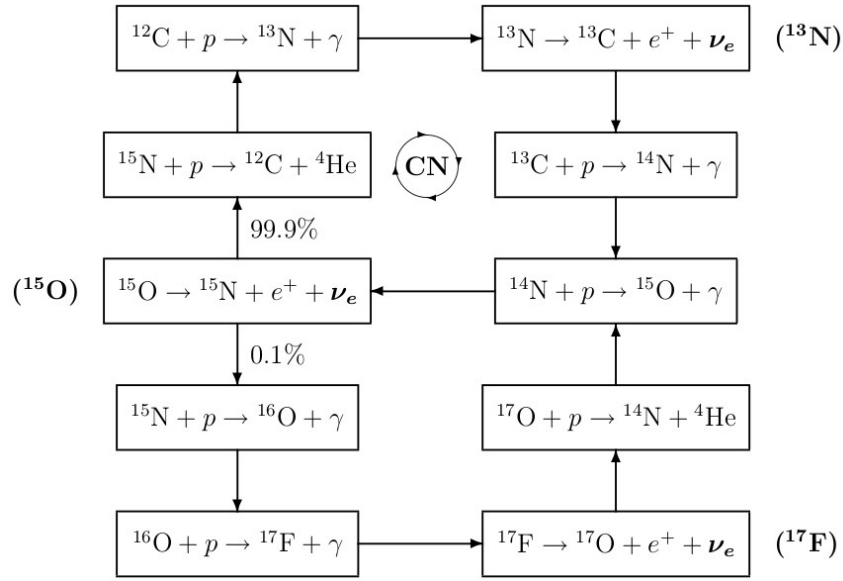 ¹²C + p → ¹³N + γ
¹³N → ¹³C + e⁺ + νₑ (¹³N)
¹⁵N + p → ¹²C + ⁴He
CN
¹³C + p → ¹⁴N + γ
99.9%
(¹⁵O) ¹⁵O → ¹⁵N + e⁺ + νₑ
¹⁴N + p → ¹⁵O + γ
0.1%
¹⁵N + p → ¹⁶O + γ
¹⁷O + p → ¹⁴N + ⁴He
¹⁶O + p → ¹⁷F + γ
¹⁷F → ¹⁷O + e⁺ + νₑ (¹⁷F)